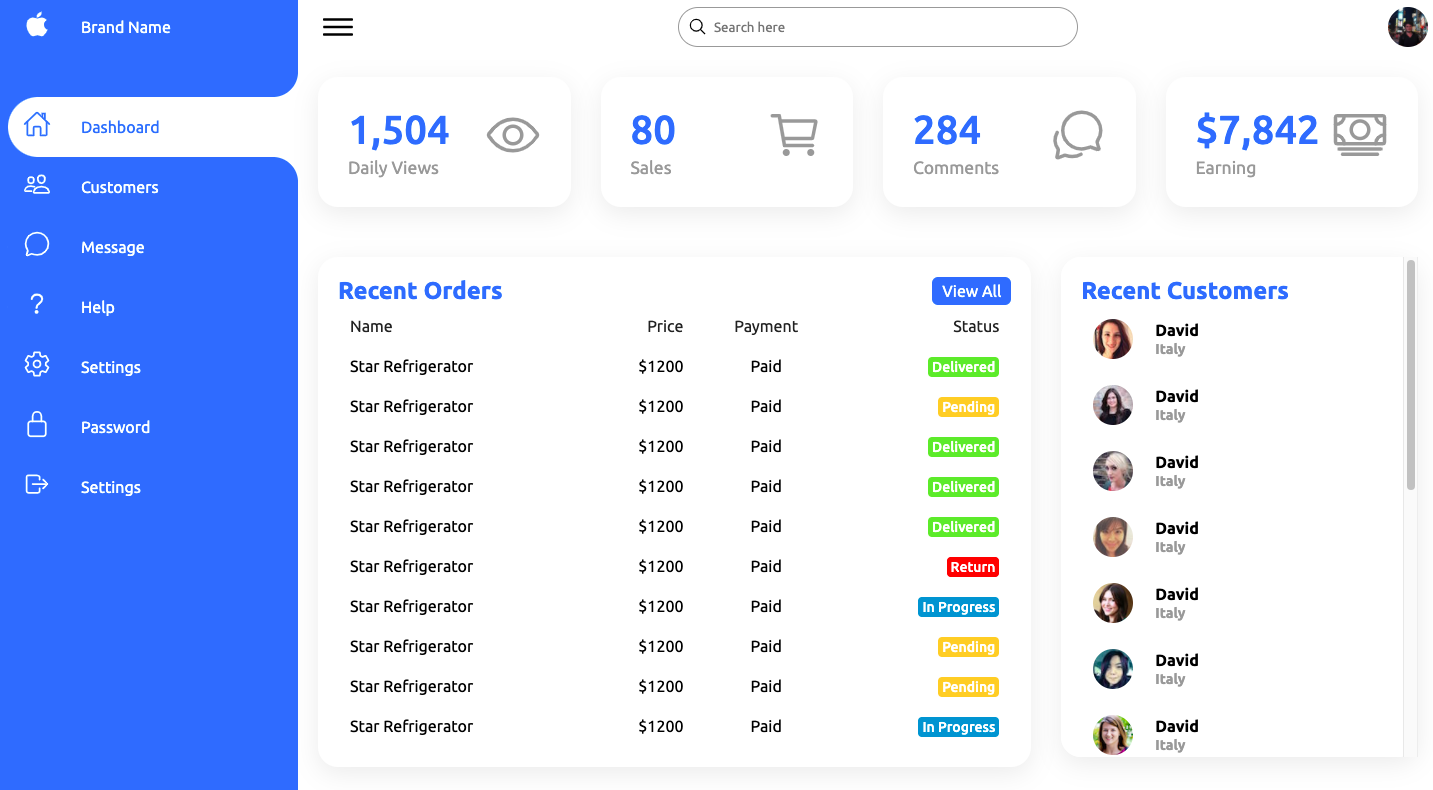 Brand Name
Dashboard
Customers
Message
Help
Settings
Password
Settings
Search here
1,504
Daily Views
80
Sales
284
Comments
$7,842
Earning
Recent Orders
View All
Name Price Payment Status
Star Refrigerator $1200 Paid Delivered
Star Refrigerator $1200 Paid Pending
Star Refrigerator $1200 Paid Delivered
Star Refrigerator $1200 Paid Delivered
Star Refrigerator $1200 Paid Delivered
Star Refrigerator $1200 Paid Return
Star Refrigerator $1200 Paid In Progress
Star Refrigerator $1200 Paid Pending
Star Refrigerator $1200 Paid Pending
Star Refrigerator $1200 Paid In Progress
Recent Customers
David
Italy
David
Italy
David
Italy
David
Italy
David
Italy
David
Italy
David
Italy